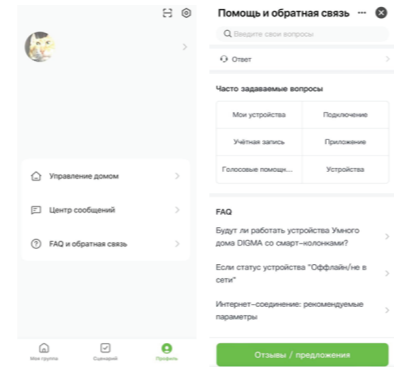 Управление домом
Центр сообщений
FAQ и обратная связь
Моя группа
Сценарий
Профиль
Помощь и обратная связь
Введите свои вопросы
Ответ
Часто задаваемые вопросы
Мои устройства
Подключение
Учётная запись
Приложение
Голосовые помощн...
Устройства
FAQ
Будут ли работать устройства Умного
дома DIGMA со смарт-колонками?
Если статус устройства "Оффлайн/не в
сети"
Интернет-соединение: рекомендуемые
параметры
Отзывы / предложения